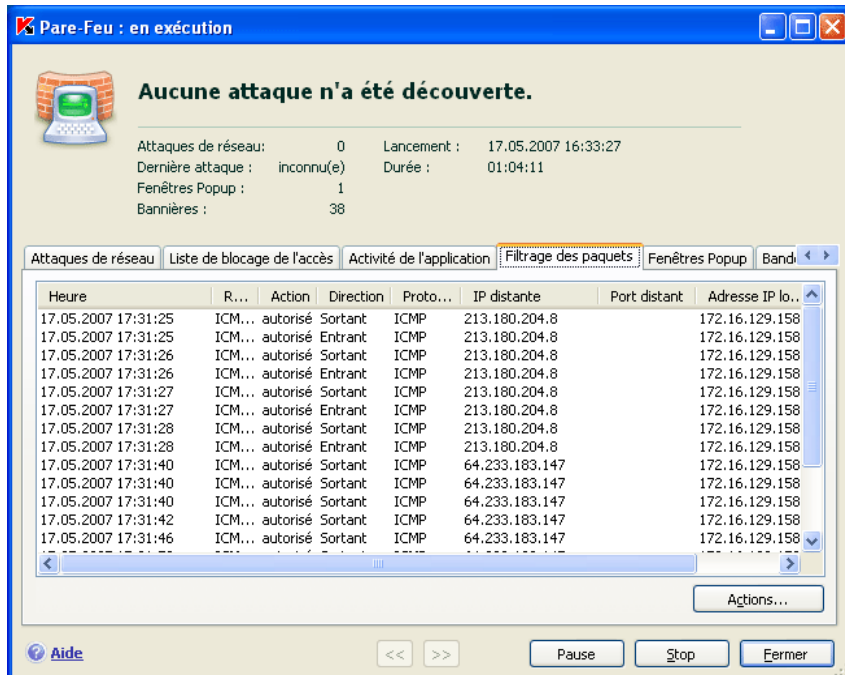 Pare-Feu : en exécution
Aucune attaque n'a été découverte.
Attaques de réseau: 0 Lancement : 17.05.2007 16:33:27
Dernière attaque : inconnu(e) Durée : 01:04:11
Fenêtres Popup : 1
Bannières : 38
Attaques de réseau Liste de blocage de l'accès Activité de l'application Filtrage des paquets Fenêtres Popup Band
Heure R... Action Direction Proto... IP distante Port distant Adresse IP lo..
17.05.2007 17:31:25 ICM... autorisé Sortant ICMP 213.180.204.8 172.16.129.158
17.05.2007 17:31:25 ICM... autorisé Entrant ICMP 213.180.204.8 172.16.129.158
17.05.2007 17:31:26 ICM... autorisé Sortant ICMP 213.180.204.8 172.16.129.158
17.05.2007 17:31:26 ICM... autorisé Entrant ICMP 213.180.204.8 172.16.129.158
17.05.2007 17:31:27 ICM... autorisé Sortant ICMP 213.180.204.8 172.16.129.158
17.05.2007 17:31:27 ICM... autorisé Entrant ICMP 213.180.204.8 172.16.129.158
17.05.2007 17:31:28 ICM... autorisé Sortant ICMP 213.180.204.8 172.16.129.158
17.05.2007 17:31:28 ICM... autorisé Entrant ICMP 213.180.204.8 172.16.129.158
17.05.2007 17:31:40 ICM... autorisé Sortant ICMP 64.233.183.147 172.16.129.158
17.05.2007 17:31:40 ICM... autorisé Sortant ICMP 64.233.183.147 172.16.129.158
17.05.2007 17:31:40 ICM... autorisé Sortant ICMP 64.233.183.147 172.16.129.158
17.05.2007 17:31:42 ICM... autorisé Sortant ICMP 64.233.183.147 172.16.129.158
17.05.2007 17:31:46 ICM... autorisé Sortant ICMP 64.233.183.147 172.16.129.158
Actions...
Aide << >> Pause Stop Fermer